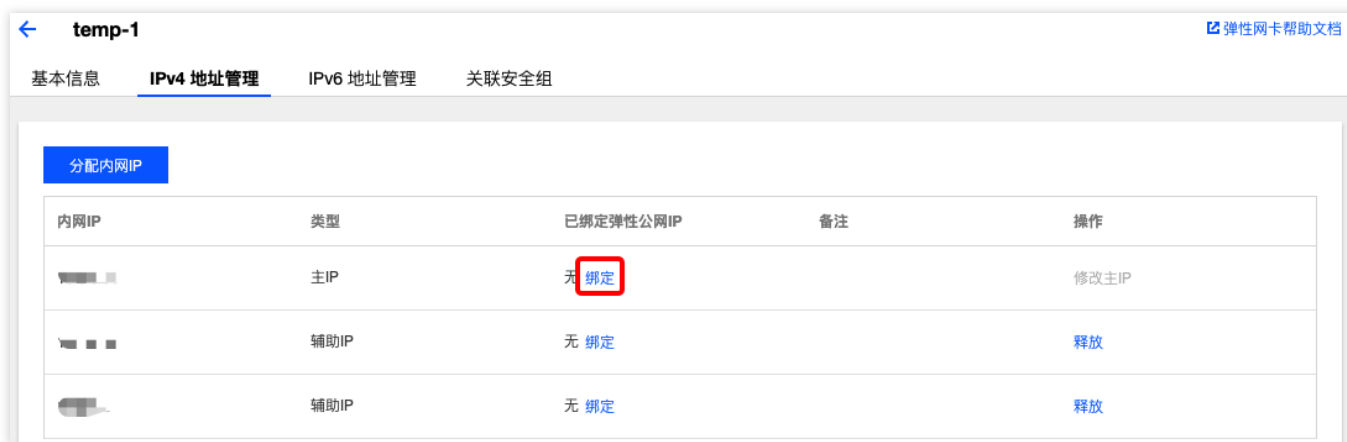 temp-1 弹性网卡帮助文档
基本信息 IPv4 地址管理 IPv6 地址管理 关联安全组
分配内网IP
内网IP 类型 已绑定弹性公网IP 备注 操作
主IP 无 绑定 修改主IP
辅助IP 无 绑定 释放
辅助IP 无 绑定 释放